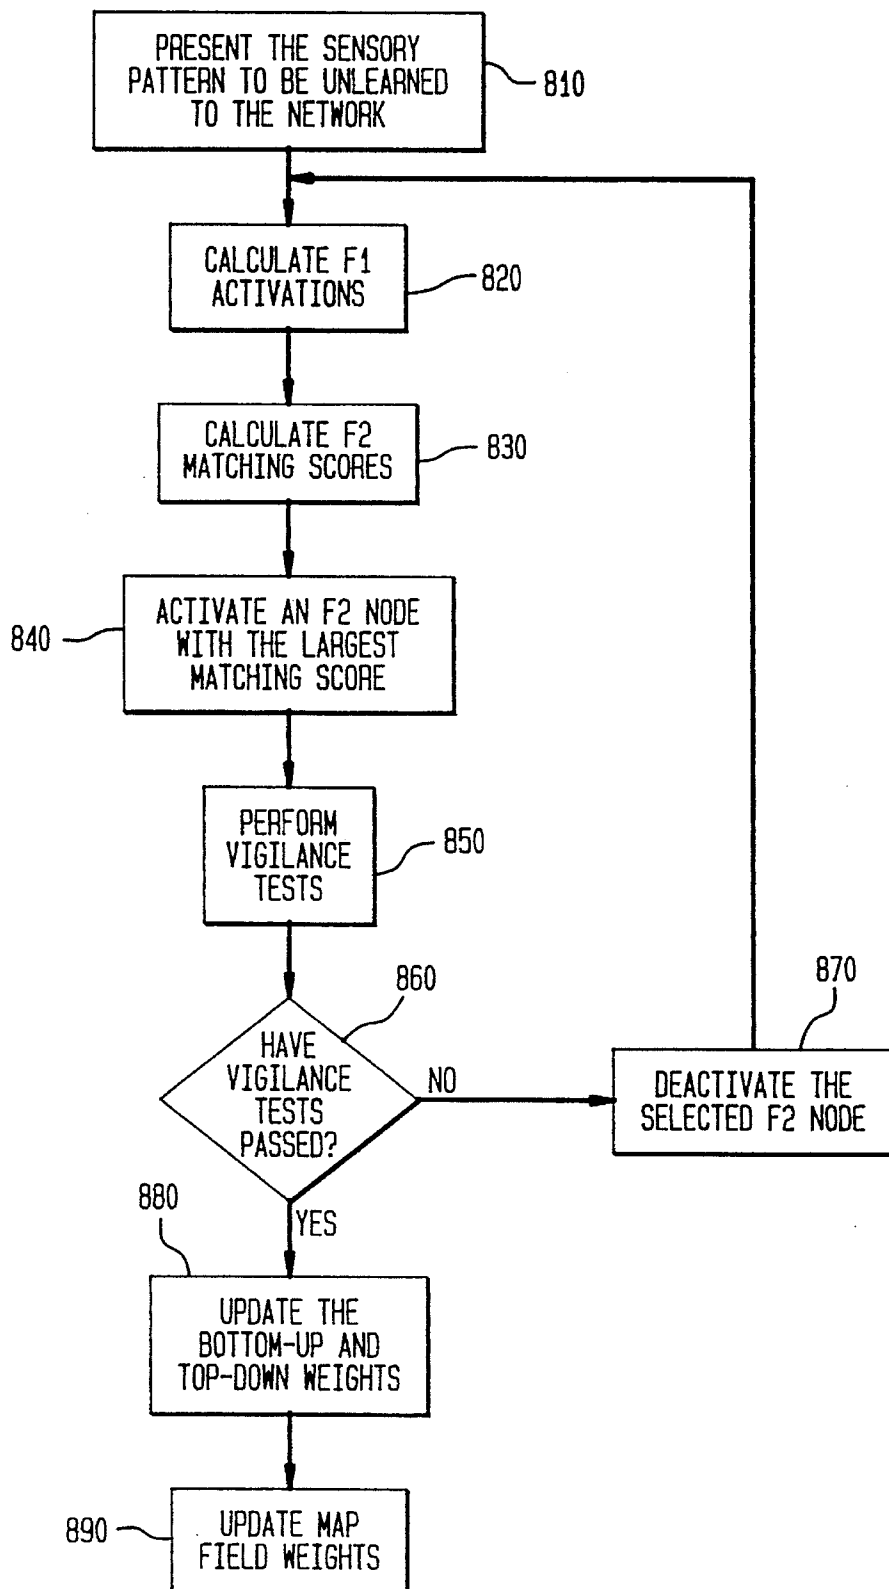 PRESENT THE SENSORY
PATTERN TO BE UNLEARNED
TO THE NETWORK
810
CALCULATE F1
ACTIVATIONS
820
CALCULATE F2
MATCHING SCORES
830
ACTIVATE AN F2 NODE
WITH THE LARGEST
MATCHING SCORE
840
PERFORM
VIGILANCE
TESTS
850
860
HAVE
VIGILANCE
TESTS
PASSED?
NO
870
DEACTIVATE THE
SELECTED F2 NODE
YES
880
UPDATE THE
BOTTOM-UP AND
TOP-DOWN WEIGHTS
890
UPDATE MAP
FIELD WEIGHTS